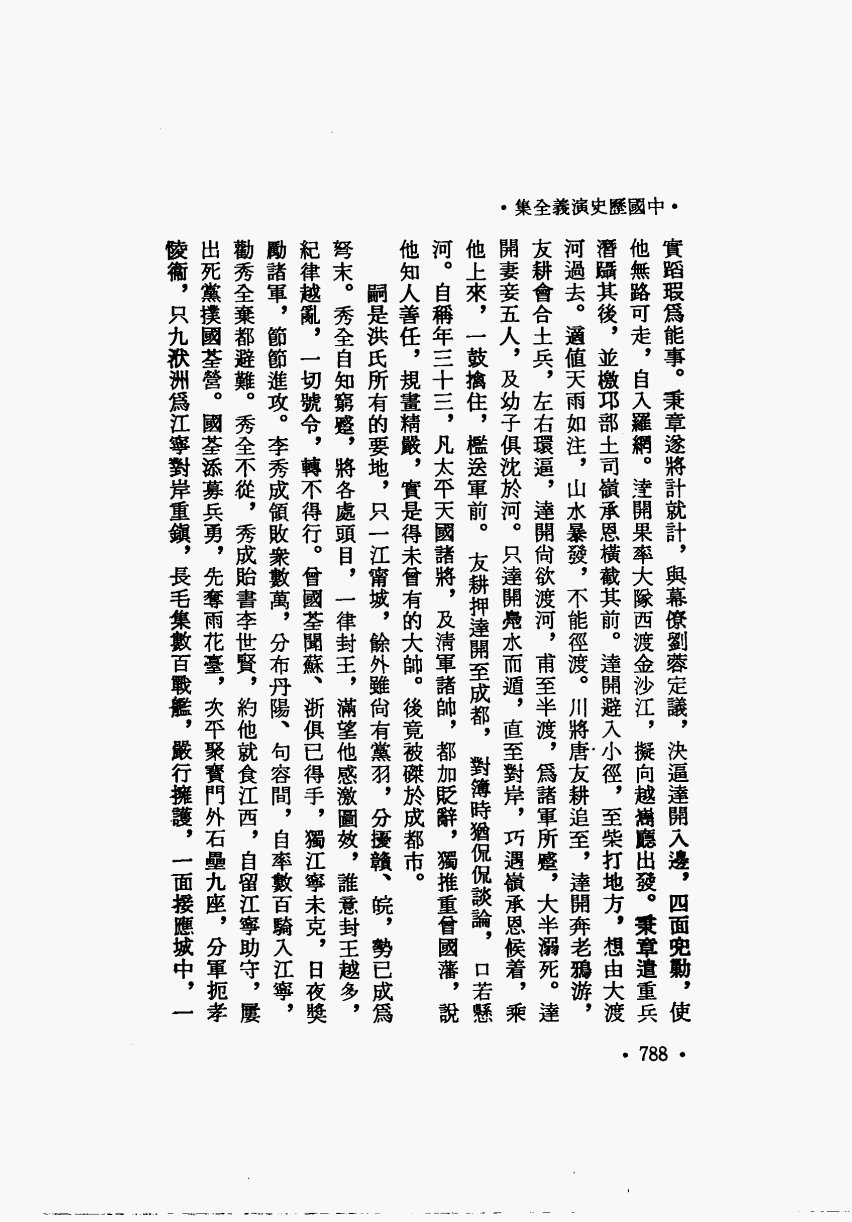 •中國歷史演義全集•
實蹈瑕爲能事。秉章遂將計就計，與幕僚劉蓉定議，決逼達開入邊，四面兜勦，使
他無路可走，自入羅網。達開果率大隊西渡金沙江，擬向越嶲廳出發。秉章遣重兵
潛躡其後，並檄邛部土司嶺承恩橫截其前。達開避入小徑，至柴打地方，想由大渡
河過去。適值天雨如注，山水暴發，不能徑渡。川將唐友耕追至，達開奔老鴉游，
友耕會合土兵，左右環逼，達開尙欲渡河，甫至半渡，爲諸軍所蹙，大半溺死。達
開妻妾五人，及幼子俱沈於河。只達開鳧水而遁，直至對岸，巧遇嶺承恩候着，乘
他上來，一鼓擒住，檻送軍前。友耕押達開至成都，對簿時猶侃侃談論，口若懸
河。自稱年三十三，凡太平天國諸將，及淸軍諸帥，都加貶辭，獨推重曾國藩，說
他知人善任，規畫精嚴，實是得未曾有的大帥。後竟被磔於成都市。
嗣是洪氏所有的要地，只一江甯城，餘外雖尙有黨羽，分擾贛、皖，勢已成爲
弩末。秀全自知窮蹙，將各處頭目，一律封王，滿望他感激圖效，誰意封王越多，
紀律越亂，一切號令，轉不得行。曾國荃聞蘇、浙俱已得手，獨江寧未克，日夜獎
勵諸軍，節節進攻。李秀成領敗衆數萬，分布丹陽、句容間，自率數百騎入江寧，
勸秀全棄都避難。秀全不從，秀成貽書李世賢，約他就食江西，自留江寧助守，屢
出死黨撲國荃營。國荃添募兵勇，先奪雨花臺，次平聚寶門外石壘九座，分軍扼孝
陵衞，只九洑洲爲江寧對岸重鎭，長毛集數百戰艦，嚴行擁護，一面接應城中，一
•788•